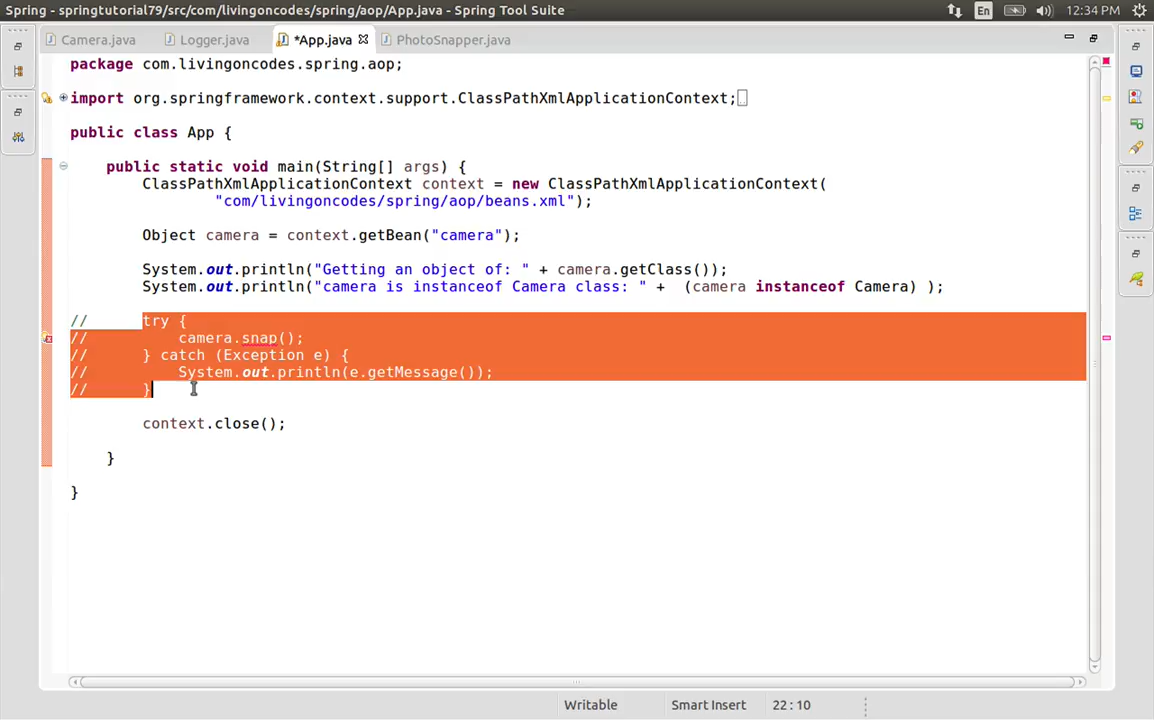 Spring - springtutorial79/src/com/livingoncodes/spring/aop/App.java - Spring Tool Suite
En
12:34 PM
Camera.java
Logger.java
*App.java
PhotoSnapper.java
package com.livingoncodes.spring.aop;
import org.springframework.context.support.ClassPathXmlApplicationContext;
public class App {
public static void main(String[] args) {
ClassPathXmlApplicationContext context = new ClassPathXmlApplicationContext(
"com/livingoncodes/spring/aop/beans.xml");
Object camera = context.getBean("camera");
System.out.println("Getting an object of: " + camera.getClass());
System.out.println("camera is instanceof Camera class: " +  (camera instanceof Camera) );
//      try {
//          camera.snap();
//      } catch (Exception e) {
//          System.out.println(e.getMessage());
//      }
context.close();
}
}
Writable
Smart Insert
22 : 10